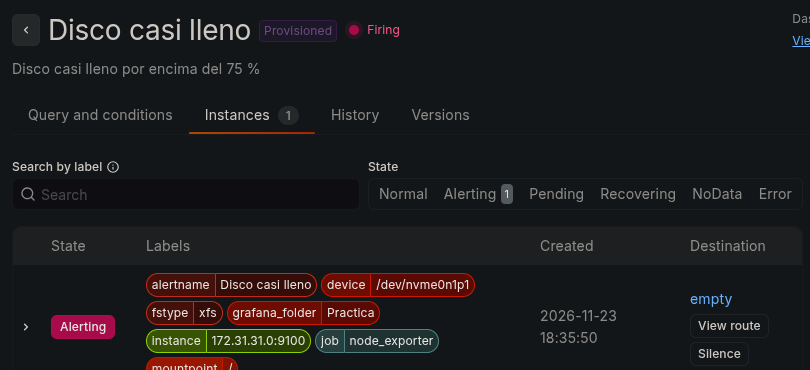 Disco casi lleno Provisioned Firing
Disco casi lleno por encima del 75 %
Query and conditions Instances 1 History Versions
Search by label State
Search Normal Alerting 1 Pending Recovering NoData Error
State Labels Created Destination
alertname Disco casi lleno device /dev/nvme0n1p1
fstype xfs grafana_folder Practica
instance 172.31.31.0:9100 job node_exporter
mountpoint /
Alerting
2026-11-23
18:35:50
empty
View route
Silence